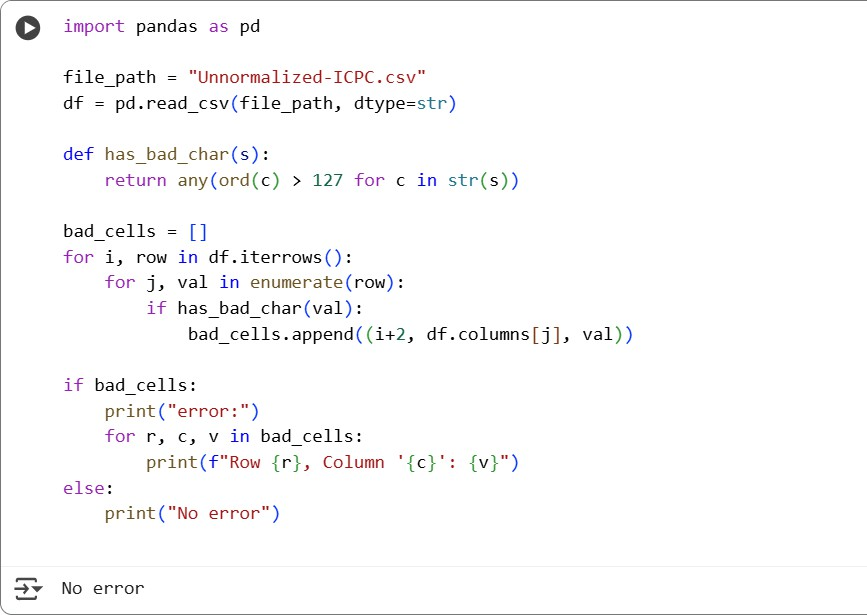 import pandas as pd
file_path = "Unnormalized-ICPC.csv"
df = pd.read_csv(file_path, dtype=str)
def has_bad_char(s):
    return any(ord(c) > 127 for c in str(s))
bad_cells = []
for i, row in df.iterrows():
    for j, val in enumerate(row):
        if has_bad_char(val):
            bad_cells.append((i+2, df.columns[j], val))
if bad_cells:
    print("error:")
    for r, c, v in bad_cells:
        print(f"Row {r}, Column '{c}': {v}")
else:
    print("No error")
No error